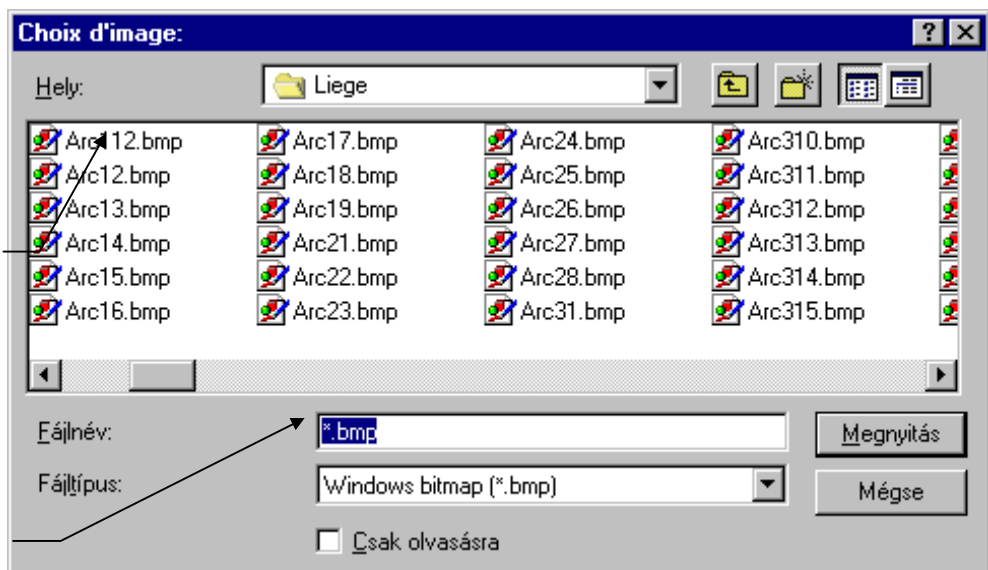 Choix d'image:
Hely:
Liege
Arc112.bmp Arc17.bmp Arc24.bmp Arc310.bmp
Arc12.bmp Arc18.bmp Arc25.bmp Arc311.bmp
Arc13.bmp Arc19.bmp Arc26.bmp Arc312.bmp
Arc14.bmp Arc21.bmp Arc27.bmp Arc313.bmp
Arc15.bmp Arc22.bmp Arc28.bmp Arc314.bmp
Arc16.bmp Arc23.bmp Arc31.bmp Arc315.bmp
Fájlnév:
*.bmp
Megnyitás
Fájltípus:
Windows bitmap (*.bmp)
Mégse
Csak olvasásra